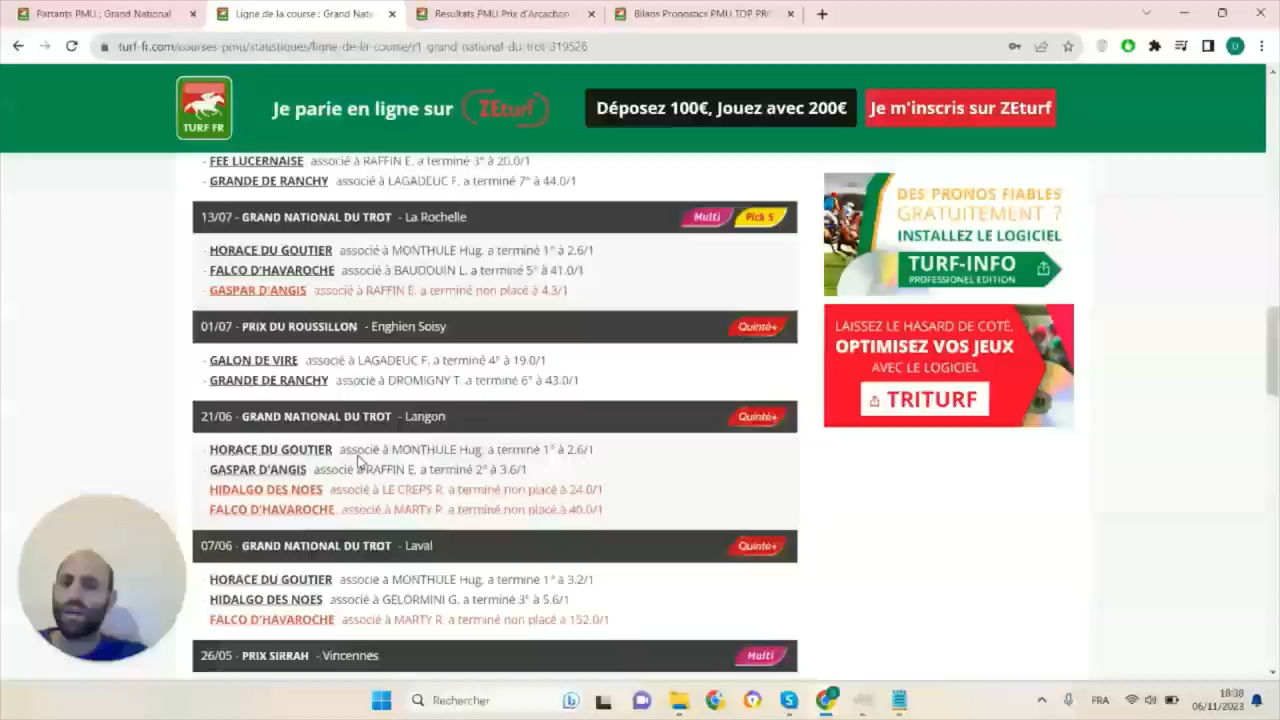 Partants PMU : Grand National
Ligne de la course : Grand Nati
Resultats PMU Prix d'Arcachon
Bilans Pronostics PMU TOP PR
turf-fr.com/courses-pmu/statistiques/ligne-de-la-course/r1-grand-national-du-trot-319526
TURF FR
Je parie en ligne sur ZEturf
Déposez 100€, Jouez avec 200€
Je m'inscris sur ZEturf
- FEE LUCERNAISE associé à RAFFIN E. a terminé 3° à 20.0/1
- GRANDE DE RANCHY associé à LAGADEUC F. a terminé 7° à 44.0/1
13/07 - GRAND NATIONAL DU TROT - La Rochelle Multi Pick 5
- HORACE DU GOUTIER associé à MONTHULE Hug. a terminé 1° à 2.6/1
- FALCO D'HAVAROCHE associé à BAUDOUIN L. a terminé 5° à 41.0/1
- GASPAR D'ANGIS associé à RAFFIN E. a terminé non placé à 4.3/1
01/07 - PRIX DU ROUSSILLON - Enghien Soisy Quinté+
- GALON DE VIRE associé à LAGADEUC F. a terminé 4° à 19.0/1
- GRANDE DE RANCHY associé à DROMIGNY T. a terminé 6° à 43.0/1
21/06 - GRAND NATIONAL DU TROT - Langon Quinté+
- HORACE DU GOUTIER associé à MONTHULE Hug. a terminé 1° à 2.6/1
- GASPAR D'ANGIS associé à RAFFIN E. a terminé 2° à 3.6/1
- HIDALGO DES NOES associé à LE CREPS R. a terminé non placé à 24.0/1
- FALCO D'HAVAROCHE associé à MARTY R. a terminé non placé à 40.0/1
07/06 - GRAND NATIONAL DU TROT - Laval Quinté+
- HORACE DU GOUTIER associé à MONTHULE Hug. a terminé 1° à 3.2/1
- HIDALGO DES NOES associé à GELORMINI G. a terminé 3° à 5.6/1
- FALCO D'HAVAROCHE associé à MARTY R. a terminé non placé à 152.0/1
26/05 - PRIX SIRRAH - Vincennes Multi
DES PRONOS FIABLES
GRATUITEMENT ?
INSTALLEZ LE LOGICIEL
TURF-INFO
PROFESSIONEL EDITION
LAISSEZ LE HASARD DE COTÉ,
OPTIMISEZ VOS JEUX
AVEC LE LOGICIEL
TRITURF
Rechercher
FRA
18:38
06/11/2023